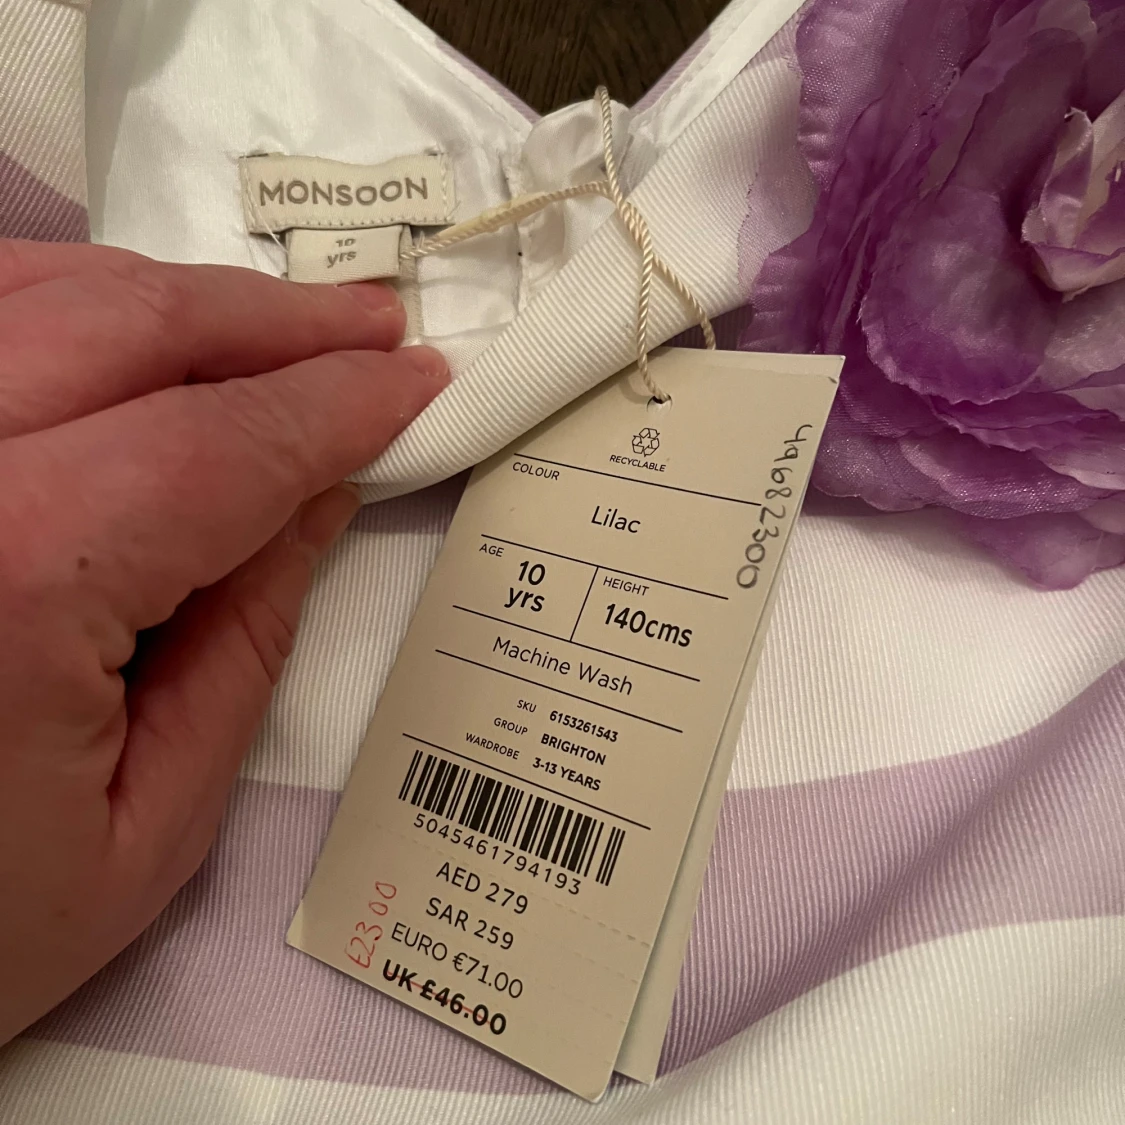 MONSOON
10
yrs
RECYCLABLE
COLOUR
Lilac
AGE
10
yrs
HEIGHT
140cms
Machine Wash
SKU 6153261543
GROUP BRIGHTON
WARDROBE 3-13 YEARS
5045461794193
AED 279
SAR 259
EURO €71.00
UK £46.00
£23.00
49682300